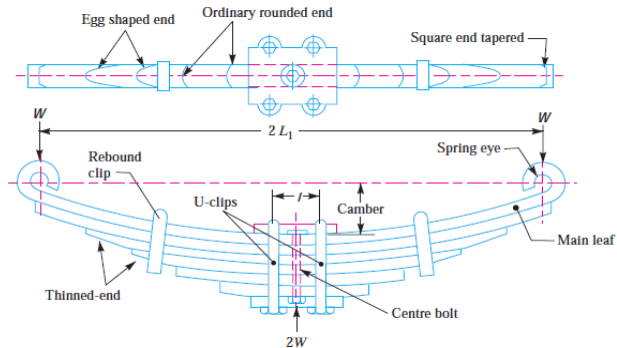 Egg shaped end
Ordinary rounded end
Square end tapered
W
W
2 L1
Rebound
clip
Spring eye
U-clips
l
Camber
Main leaf
Thinned-end
Centre bolt
2W